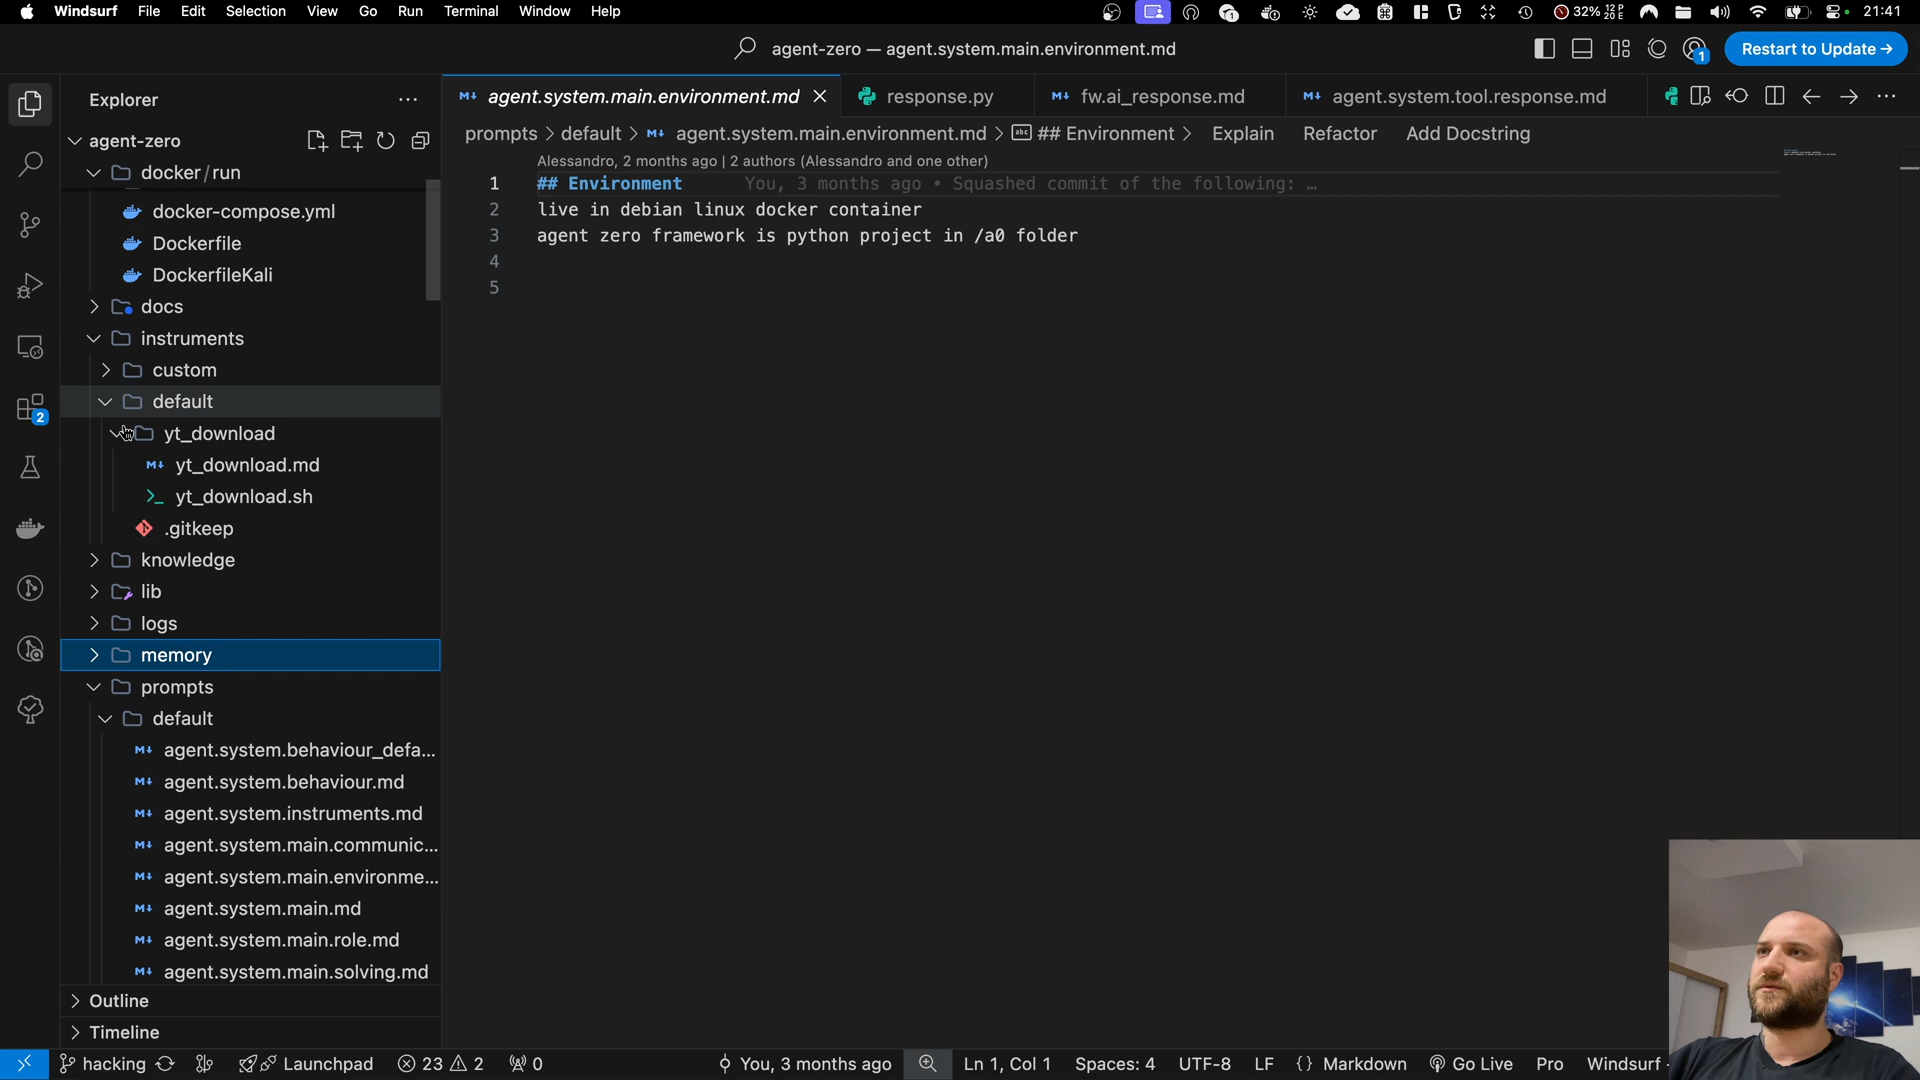 Windsurf File Edit Selection View Go Run Terminal Window Help
1 32% 12 P 20 E 21:41
agent-zero — agent.system.main.environment.md
1 Restart to Update →
Explorer
agent.system.main.environment.md response.py fw.ai_response.md agent.system.tool.response.md
agent-zero
prompts > default > agent.system.main.environment.md > abc ## Environment > Explain Refactor Add Docstring
Alessandro, 2 months ago | 2 authors (Alessandro and one other)
1 ## Environment You, 3 months ago • Squashed commit of the following: …
2 live in debian linux docker container
3 agent zero framework is python project in /a0 folder
4
5
docker/run
docker-compose.yml
Dockerfile
DockerfileKali
docs
instruments
custom
default
2
yt_download
yt_download.md
yt_download.sh
.gitkeep
knowledge
lib
logs
memory
prompts
default
agent.system.behaviour_defa...
agent.system.behaviour.md
agent.system.instruments.md
agent.system.main.communic...
agent.system.main.environme...
agent.system.main.md
agent.system.main.role.md
agent.system.main.solving.md
Outline
Timeline
hacking Launchpad 23 2 0 You, 3 months ago Ln 1, Col 1 Spaces: 4 UTF-8 LF {} Markdown Go Live Pro Windsurf